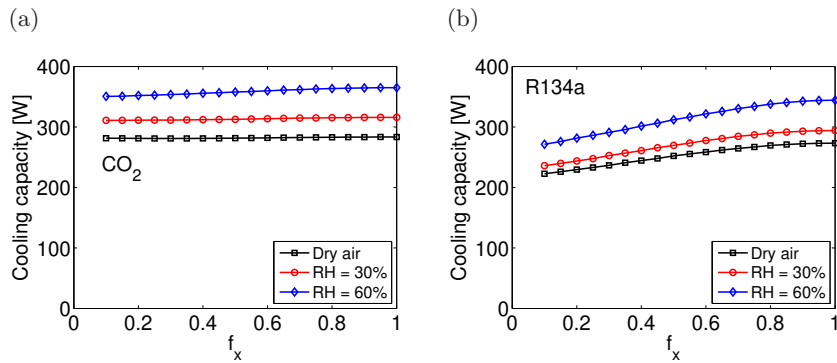 (a)
Cooling capacity [W]
400
300
200
100
0
CO2
Dry air
RH = 30%
RH = 60%
0 0.2 0.4 0.6 0.8 1
f_x
(b)
Cooling capacity [W]
400
300
200
100
0
R134a
Dry air
RH = 30%
RH = 60%
0 0.2 0.4 0.6 0.8 1
f_x